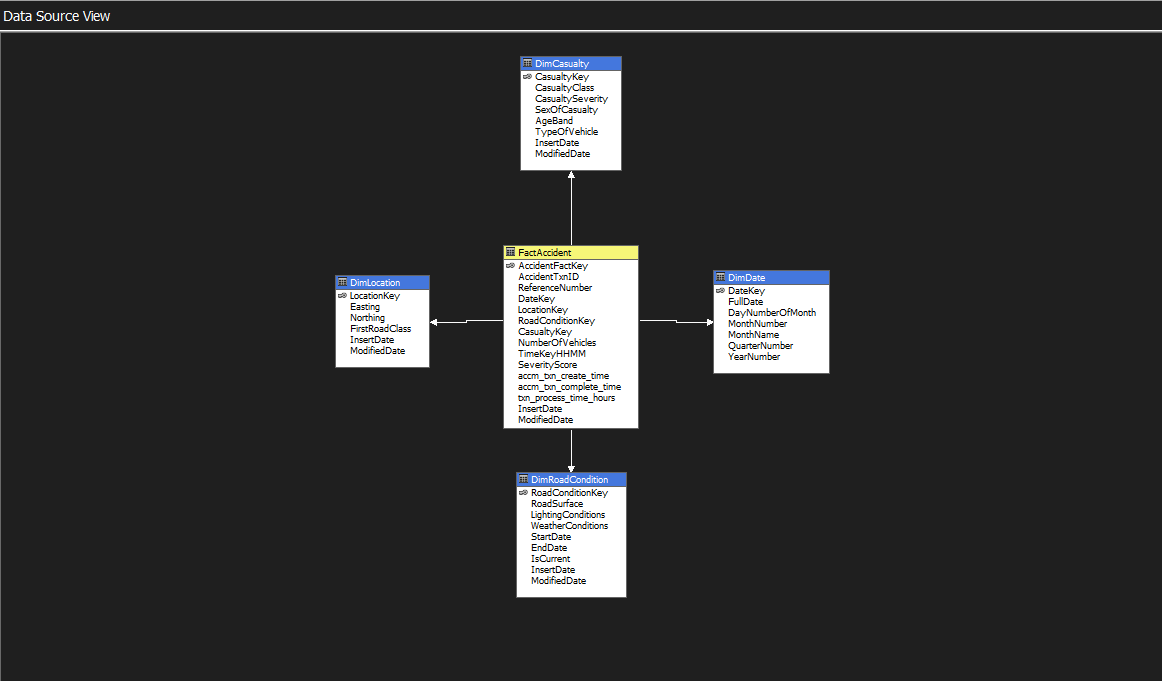 Data Source View
DimCasualty
CasualtyKey
CasualtyClass
CasualtySeverity
SexOfCasualty
AgeBand
TypeOfVehicle
InsertDate
ModifiedDate
FactAccident
AccidentFactKey
AccidentTxnID
ReferenceNumber
DateKey
LocationKey
RoadConditionKey
CasualtyKey
NumberOfVehicles
TimeKeyHHMM
SeverityScore
accm_txn_create_time
accm_txn_complete_time
txn_process_time_hours
InsertDate
ModifiedDate
DimLocation
LocationKey
Easting
Northing
FirstRoadClass
InsertDate
ModifiedDate
DimDate
DateKey
FullDate
DayNumberOfMonth
MonthNumber
MonthName
QuarterNumber
YearNumber
DimRoadCondition
RoadConditionKey
RoadSurface
LightingConditions
WeatherConditions
StartDate
EndDate
IsCurrent
InsertDate
ModifiedDate